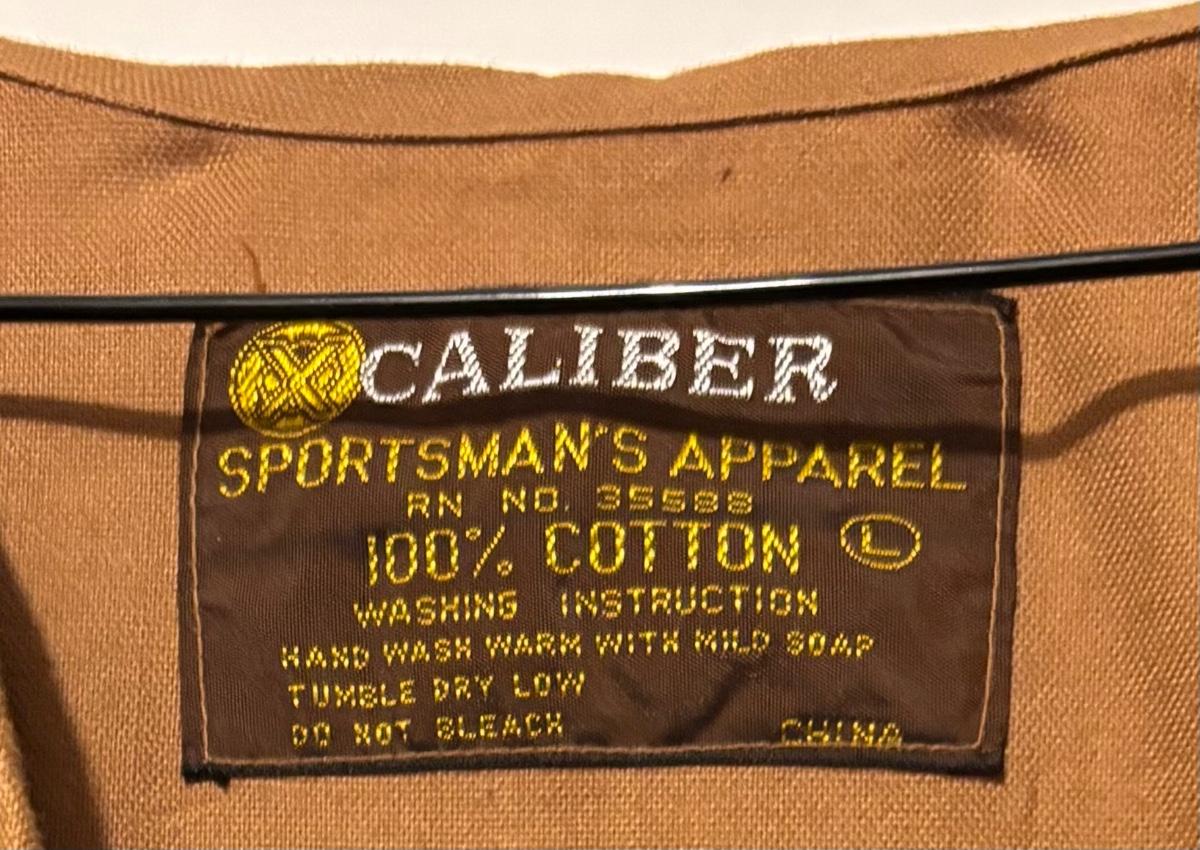 XCALIBER
SPORTSMAN'S APPAREL
RN NO. 35588
100% COTTON L
WASHING INSTRUCTION
HAND WASH WARM WITH MILD SOAP
TUMBLE DRY LOW
DO NOT BLEACH CHINA